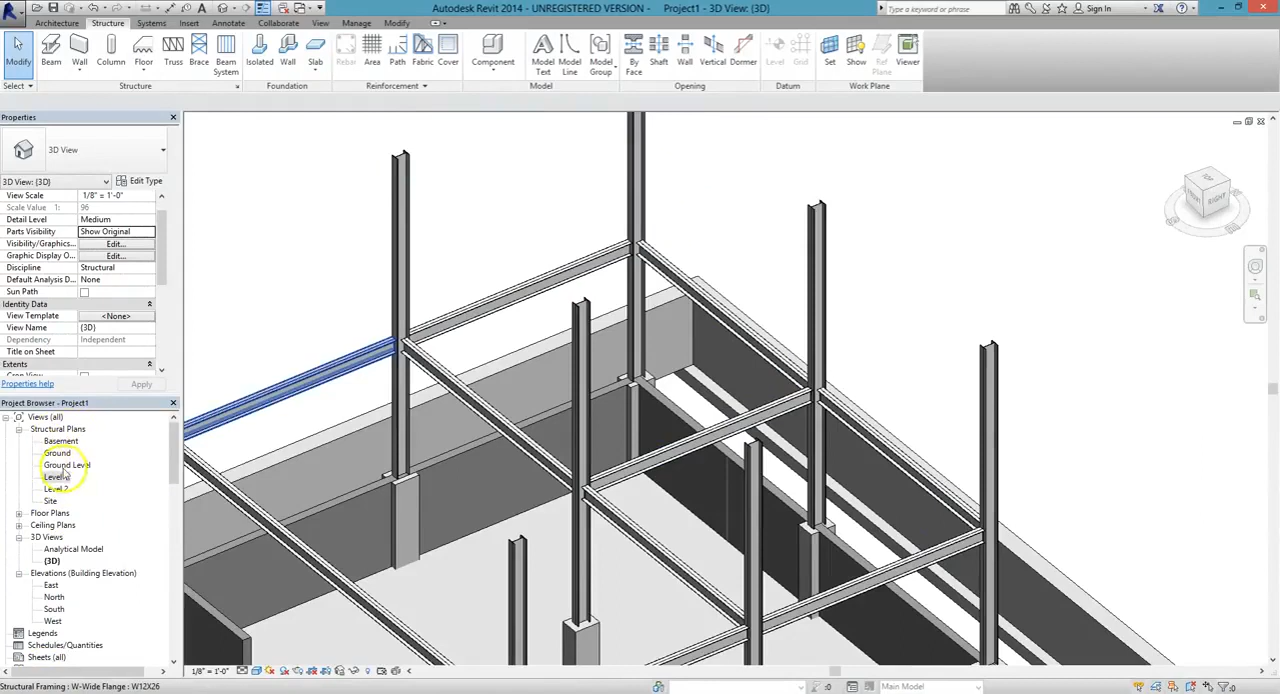 Autodesk Revit 2014 - UNREGISTERED VERSION - Project1 - 3D View: {3D}
Type a keyword or phrase
Sign In
Architecture Structure Systems Insert Annotate Analyze Collaborate View Manage Modify
Modify Beam Wall Column Floor Truss Brace Beam System Isolated Wall Slab Rebar Area Path Fabric Cover Component Model Text Model Line Model Group By Face Shaft Wall Vertical Dormer Level Grid Set Show Ref Plane Viewer
Select Structure Foundation Reinforcement Model Opening Datum Work Plane
Properties
3D View
3D View: {3D} Edit Type
View Scale 1/8" = 1'-0"
Scale Value 1: 96
Detail Level Medium
Parts Visibility Show Original
Visibility/Graphics... Edit...
Graphic Display O... Edit...
Discipline Structural
Default Analysis D... None
Sun Path
Identity Data
View Template <None>
View Name {3D}
Dependency Independent
Title on Sheet
Extents
Properties help Apply
Project Browser - Project1
Views (all)
Structural Plans
Basement
Ground
Ground Level
Level
Level 2
Site
Floor Plans
Ceiling Plans
3D Views
Analytical Model
{3D}
Elevations (Building Elevation)
East
North
South
West
Legends
Schedules/Quantities
Sheets (all)
TOP
FRONT
RIGHT
1/8" = 1'-0"
Structural Framing : W-Wide Flange : W12X26
:0
Main Model
:0